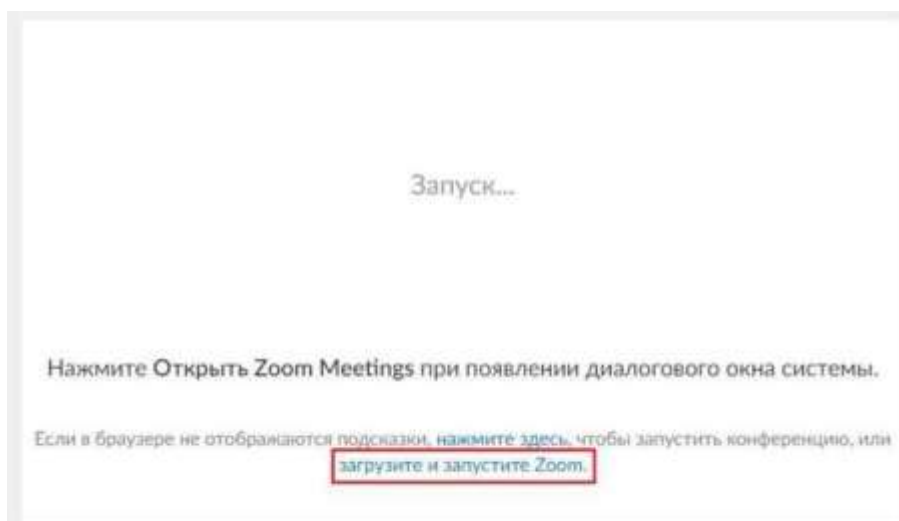 Запуск...
Нажмите Открыть Zoom Meetings при появлении диалогового окна системы.
Если в браузере не отображаются подсказки, нажмите здесь, чтобы запустить конференцию, или
загрузите и запустите Zoom.